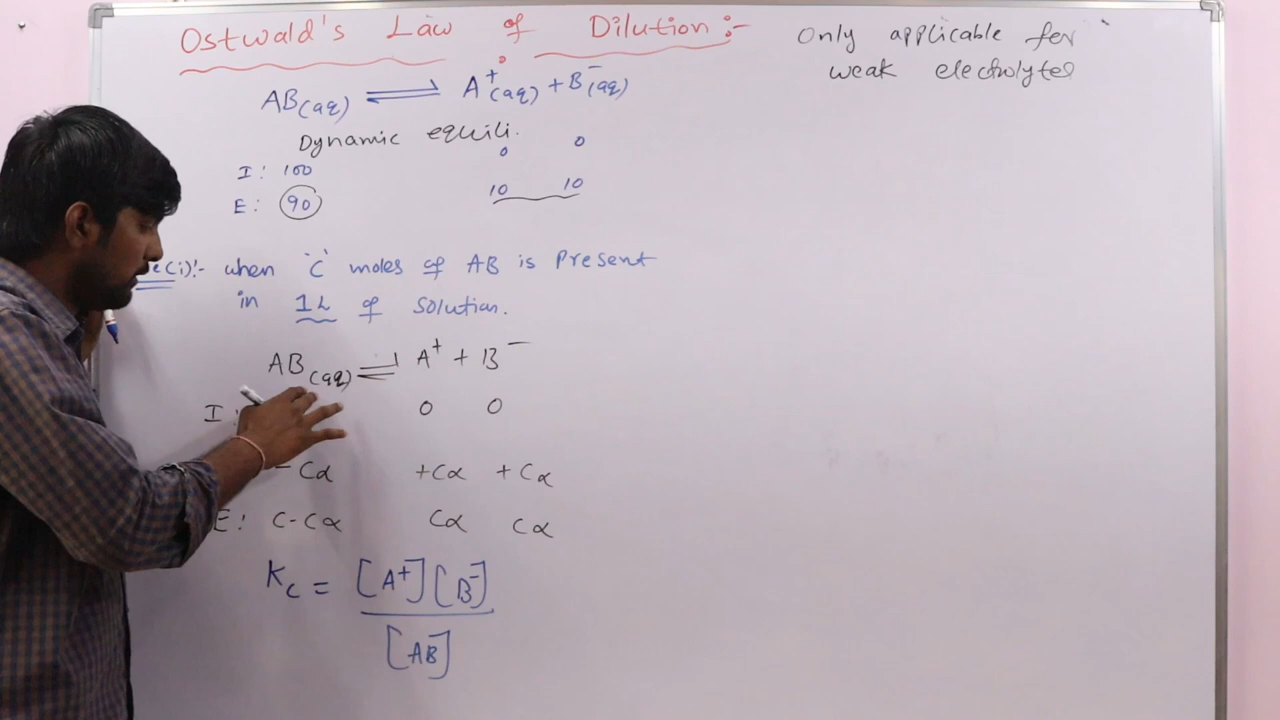 Ostwald's Law of Dilution :-
Only applicable for
weak electrolytes
AB(aq) ⇌ A⁺(aq) + B⁻(aq)
Dynamic equili.
I : 100 0 0
E : 90 10 10
e(i):- when 'C' moles of AB is Present
in 1L of Solution.
AB(aq) ⇌ A⁺ + B⁻
I : 0 0
- Cα +Cα + Cα
E : C-Cα Cα Cα
Kc = [A⁺][B⁻]
[AB]